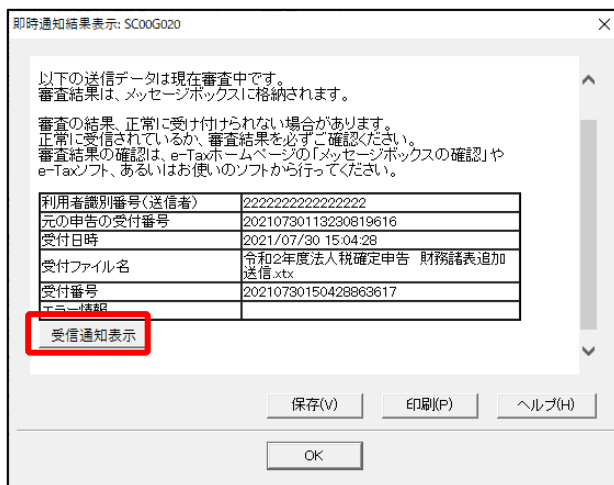 即時通知結果表示: SC00G020
以下の送信データは現在審査中です。
審査結果は、メッセージボックスに格納されます。
審査の結果、正常に受け付けられない場合があります。
正常に受信されているか、審査結果を必ずご確認ください。
審査結果の確認は、e-Taxホームページの「メッセージボックスの確認」や
e-Taxソフト、あるいはお使いのソフトから行ってください。
利用者識別番号(送信者) 2222222222222222
元の申告の受付番号 20210730113230819616
受付日時 2021/07/30 15:04:28
受付ファイル名 令和2年度法人税確定申告 財務諸表追加
送信.xtx
受付番号 20210730150428863617
エラー情報
受信通知表示
保存(V) 印刷(P) ヘルプ(H)
OK